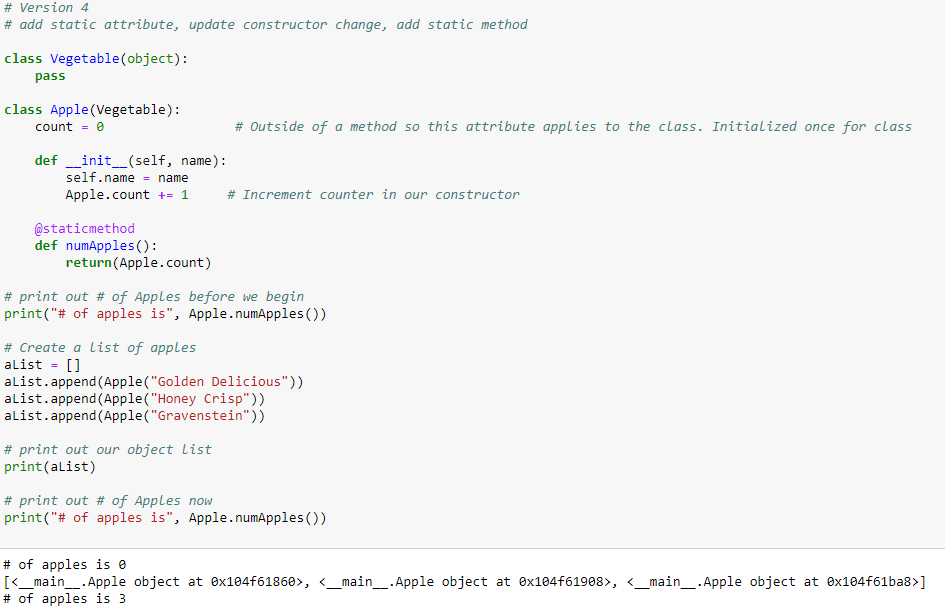 # Version 4
# add static attribute, update constructor change, add static method
class Vegetable(object):
    pass
class Apple(Vegetable):
    count = 0                 # Outside of a method so this attribute applies to the class. Initialized once for class
    def __init__(self, name):
        self.name = name
        Apple.count += 1     # Increment counter in our constructor
    @staticmethod
    def numApples():
        return(Apple.count)
# print out # of Apples before we begin
print("# of apples is", Apple.numApples())
# Create a list of apples
aList = []
aList.append(Apple("Golden Delicious"))
aList.append(Apple("Honey Crisp"))
aList.append(Apple("Gravenstein"))
# print out our object list
print(aList)
# print out # of Apples now
print("# of apples is", Apple.numApples())
# of apples is 0
[<__main__.Apple object at 0x104f61860>, <__main__.Apple object at 0x104f61908>, <__main__.Apple object at 0x104f61ba8>]
# of apples is 3